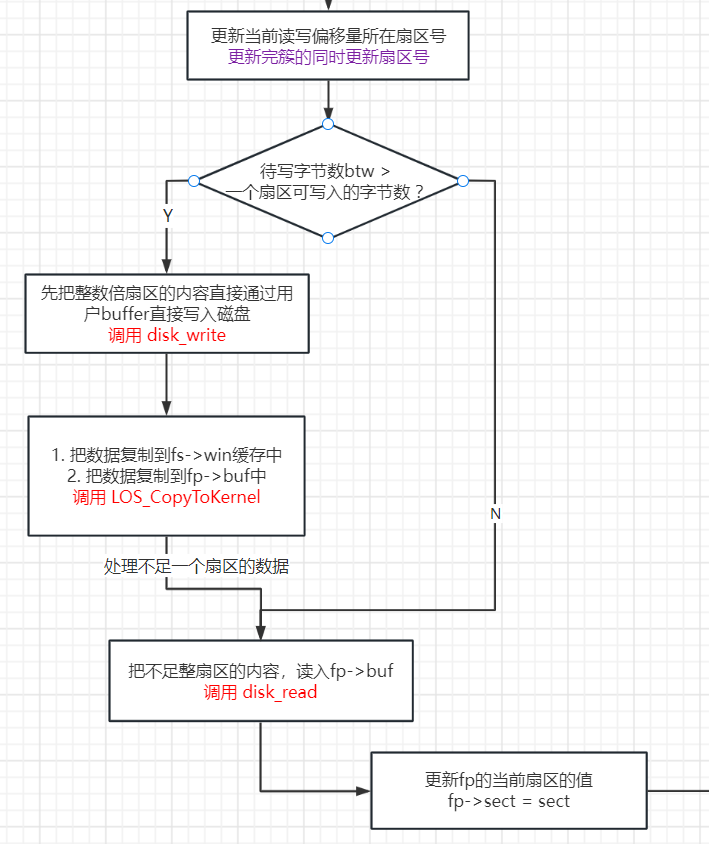 更新当前读写偏移量所在扇区号
更新完簇的同时更新扇区号
待写字节数btw >
一个扇区可写入的字节数？
Y
先把整数倍扇区的内容直接通过用
户buffer直接写入磁盘
调用 disk_write
1. 把数据复制到fs->win缓存中
2. 把数据复制到fp->buf中
调用 LOS_CopyToKernel
N
处理不足一个扇区的数据
把不足整扇区的内容，读入fp->buf
调用 disk_read
更新fp的当前扇区的值
fp->sect = sect